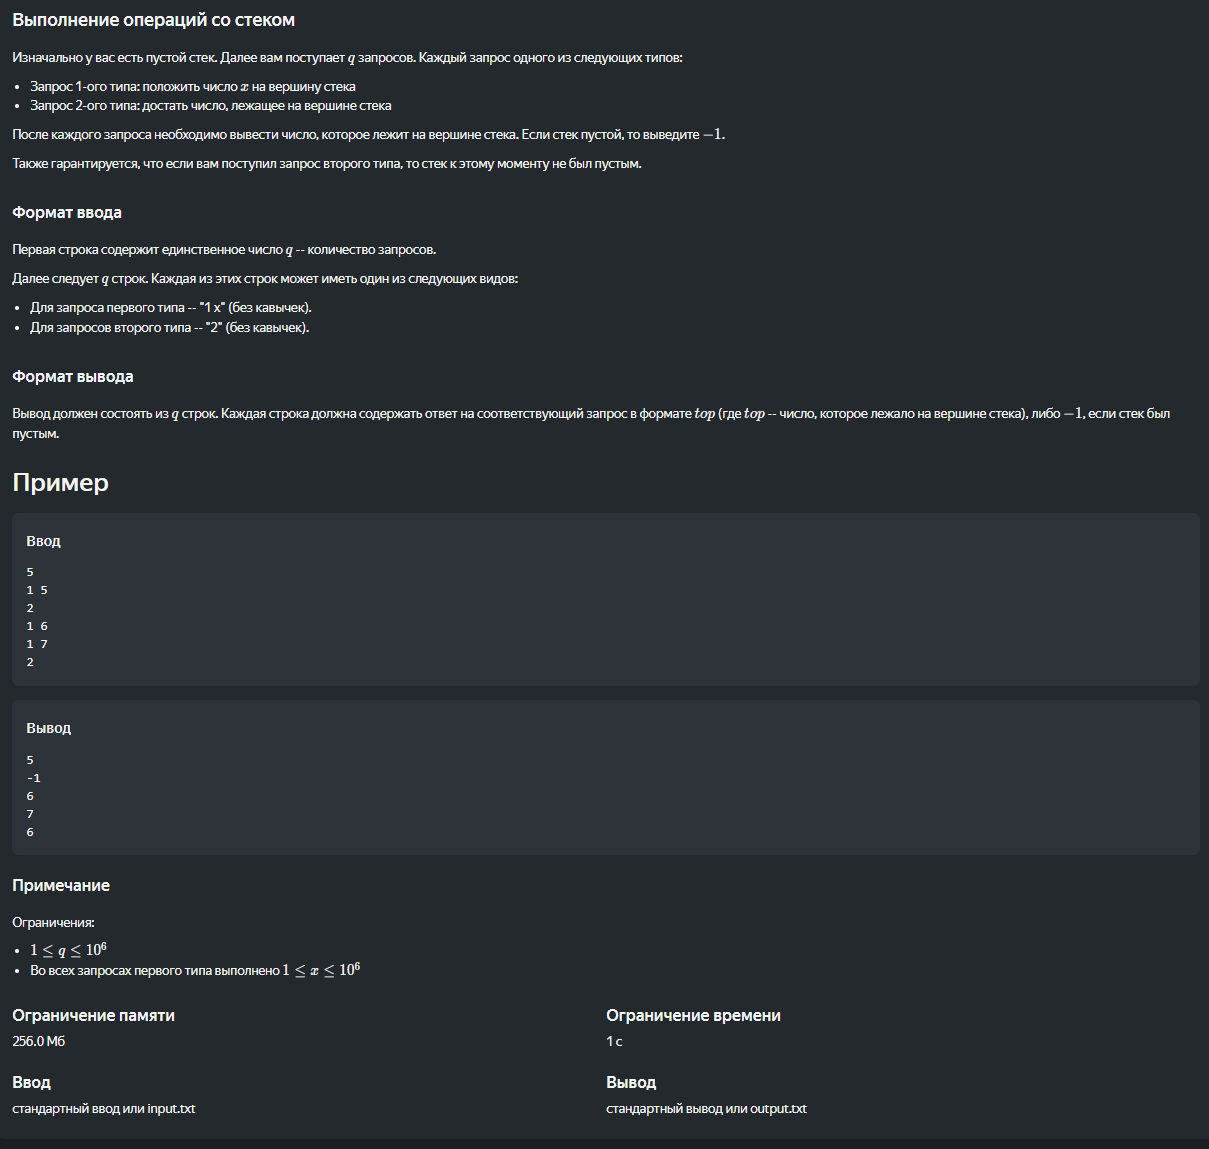 Выполнение операций со стеком
Изначально у вас есть пустой стек. Далее вам поступает q запросов. Каждый запрос одного из следующих типов:
• Запрос 1-ого типа: положить число x на вершину стека
• Запрос 2-ого типа: достать число, лежащее на вершине стека
После каждого запроса необходимо вывести число, которое лежит на вершине стека. Если стек пустой, то выведите −1.
Также гарантируется, что если вам поступил запрос второго типа, то стек к этому моменту не был пустым.
Формат ввода
Первая строка содержит единственное число q -- количество запросов.
Далее следует q строк. Каждая из этих строк может иметь один из следующих видов:
• Для запроса первого типа -- "1 x" (без кавычек).
• Для запросов второго типа -- "2" (без кавычек).
Формат вывода
Вывод должен состоять из q строк. Каждая строка должна содержать ответ на соответствующий запрос в формате top (где top -- число, которое лежало на вершине стека), либо −1, если стек был
пустым.
Пример
Ввод
5
1 5
2
1 6
1 7
2
Вывод
5
-1
6
7
6
Примечание
Ограничения:
• 1 ≤ q ≤ 10⁶
• Во всех запросах первого типа выполнено 1 ≤ x ≤ 10⁶
Ограничение памяти
256.0 Мб
Ограничение времени
1 с
Ввод
стандартный ввод или input.txt
Вывод
стандартный вывод или output.txt